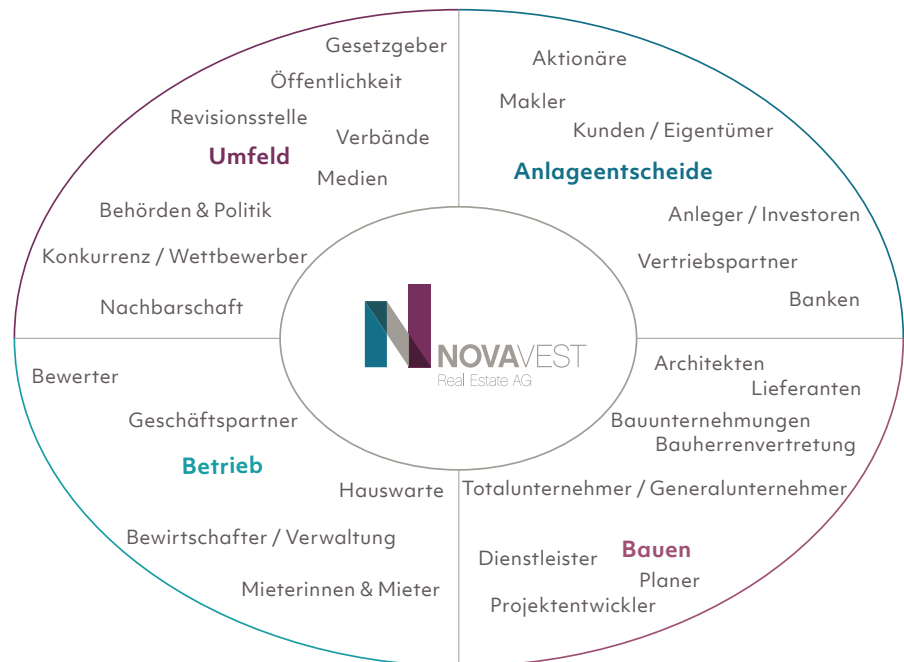 Gesetzgeber
Öffentlichkeit
Revisionsstelle
Verbände
Umfeld
Medien
Behörden & Politik
Konkurrenz / Wettbewerber
Nachbarschaft
Aktionäre
Makler
Kunden / Eigentümer
Anlageentscheide
Anleger / Investoren
Vertriebspartner
Banken
NOVAVEST
Real Estate AG
Bewerter
Geschäftspartner
Betrieb
Hauswarte
Bewirtschafter / Verwaltung
Mieterinnen & Mieter
Architekten
Lieferanten
Bauunternehmungen
Bauherrenvertretung
Totalunternehmer / Generalunternehmer
Bauen
Dienstleister
Planer
Projektentwickler